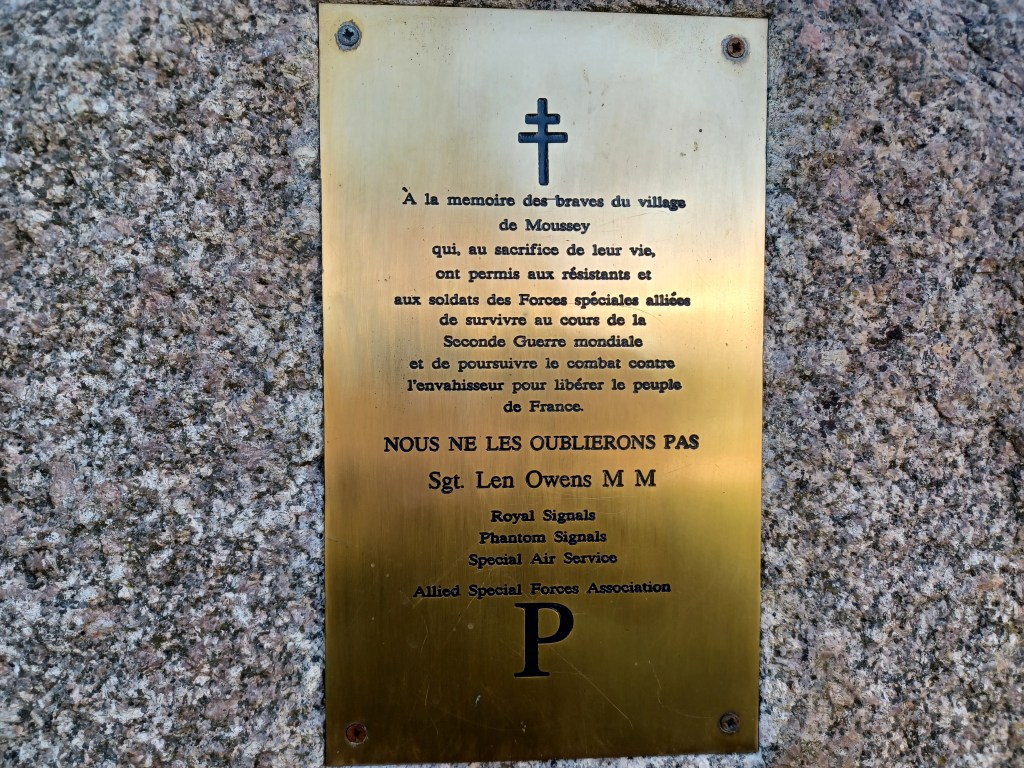 À la memoire des braves du village
de Moussey
qui, au sacrifice de leur vie,
ont permis aux résistants et
aux soldats des Forces spéciales alliées
de survivre au cours de la
Seconde Guerre mondiale
et de poursuivre le combat contre
l'envahisseur pour libérer le peuple
de France.
NOUS NE LES OUBLIERONS PAS
Sgt. Len Owens M M
Royal Signals
Phantom Signals
Special Air Service
Allied Special Forces Association
P